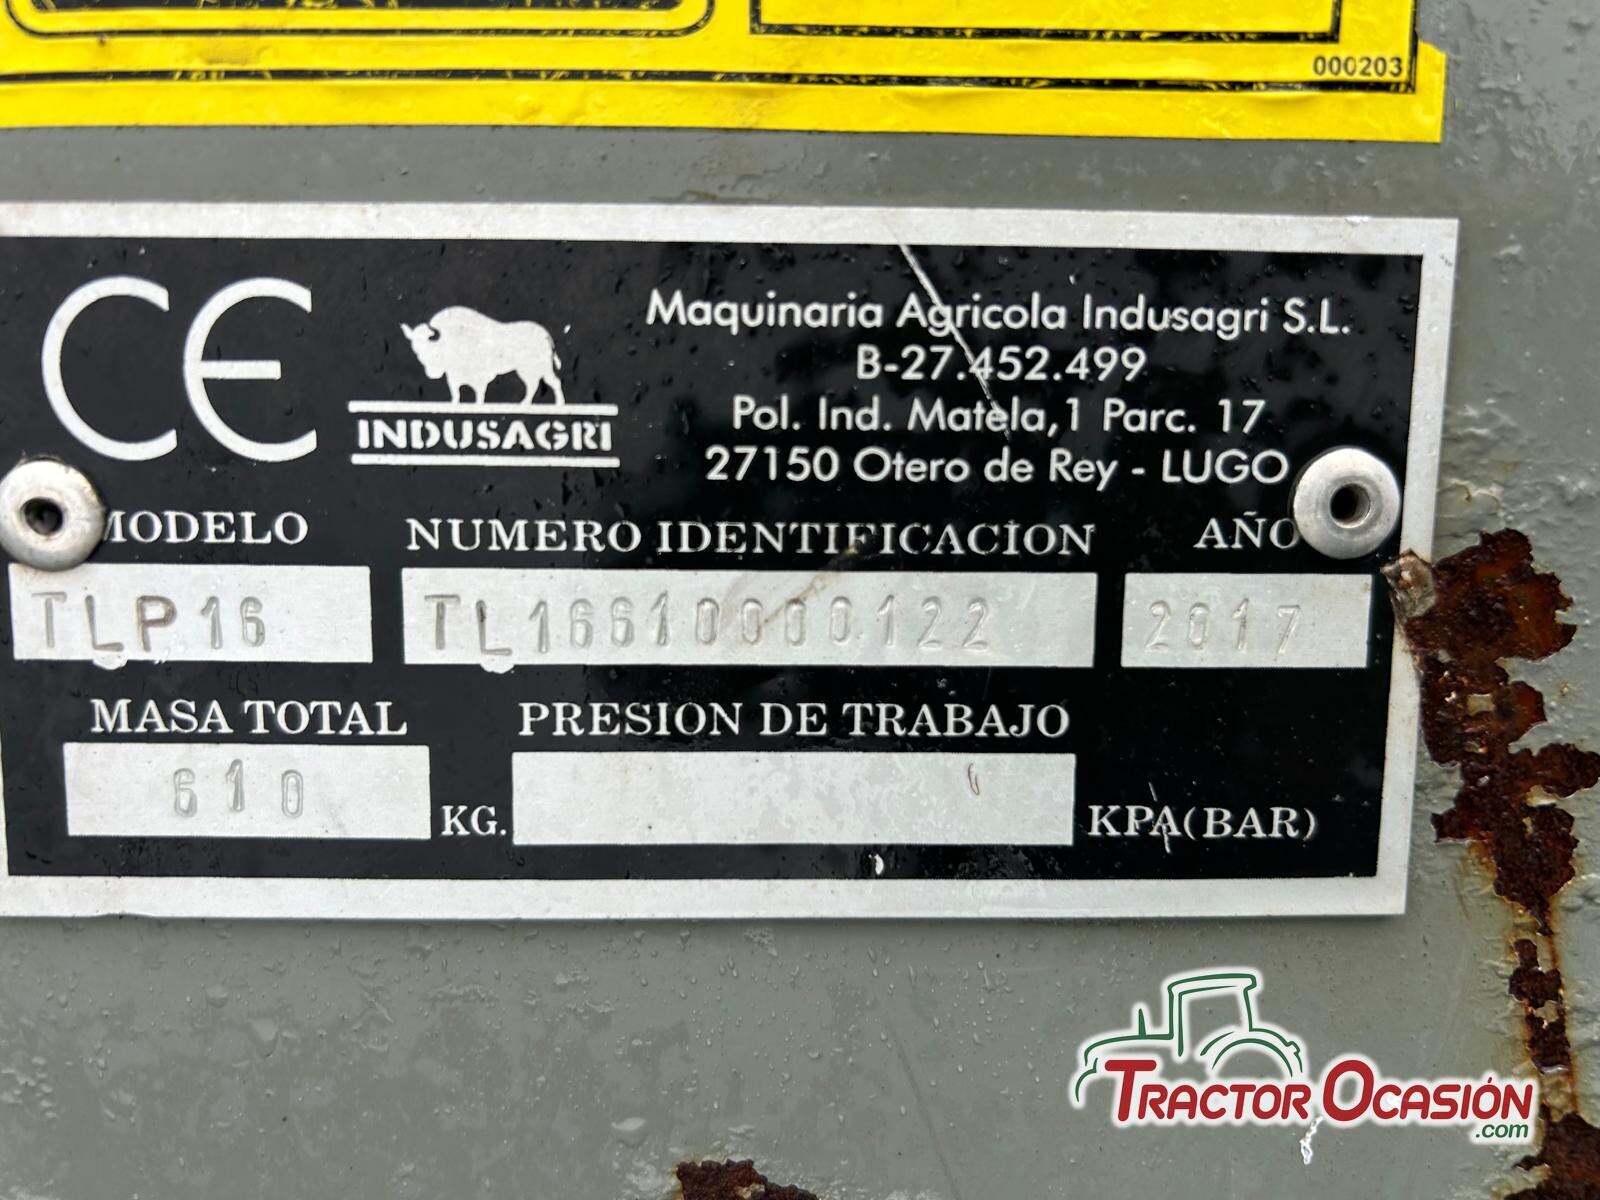 000203
CE
INDUSAGRI
Maquinaria Agricola Indusagri S.L.
B-27.452.499
Pol. Ind. Matela,1 Parc. 17
27150 Otero de Rey - LUGO
MODELO NUMERO IDENTIFICACION AÑO
TLP16 TL16610000122 2017
MASA TOTAL PRESION DE TRABAJO
610 KG. KPA(BAR)
TRACTOR OCASIÓN
.com